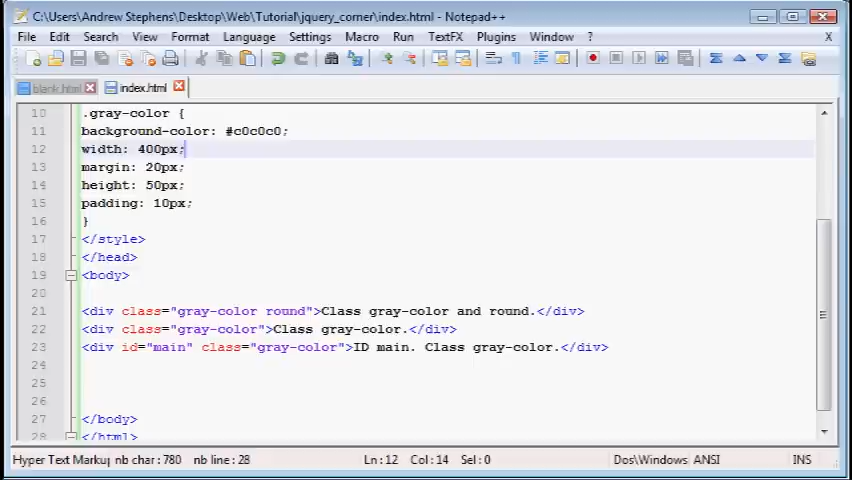 C:\Users\Andrew Stephens\Desktop\Web\Tutorial\jquery_corner\index.html - Notepad++
File Edit Search View Format Language Settings Macro Run TextFX Plugins Window ? X
blank.html index.html
10 .gray-color {
11 background-color: #c0c0c0;
12 width: 400px;
13 margin: 20px;
14 height: 50px;
15 padding: 10px;
16 }
17 </style>
18 </head>
19 <body>
20
21 <div class="gray-color round">Class gray-color and round.</div>
22 <div class="gray-color">Class gray-color.</div>
23 <div id="main" class="gray-color">ID main. Class gray-color.</div>
24
25
26
27 </body>
28 </html>
Hyper Text Markup nb char: 780 nb line: 28 Ln:12 Col:14 Sel:0 Dos\Windows ANSI INS